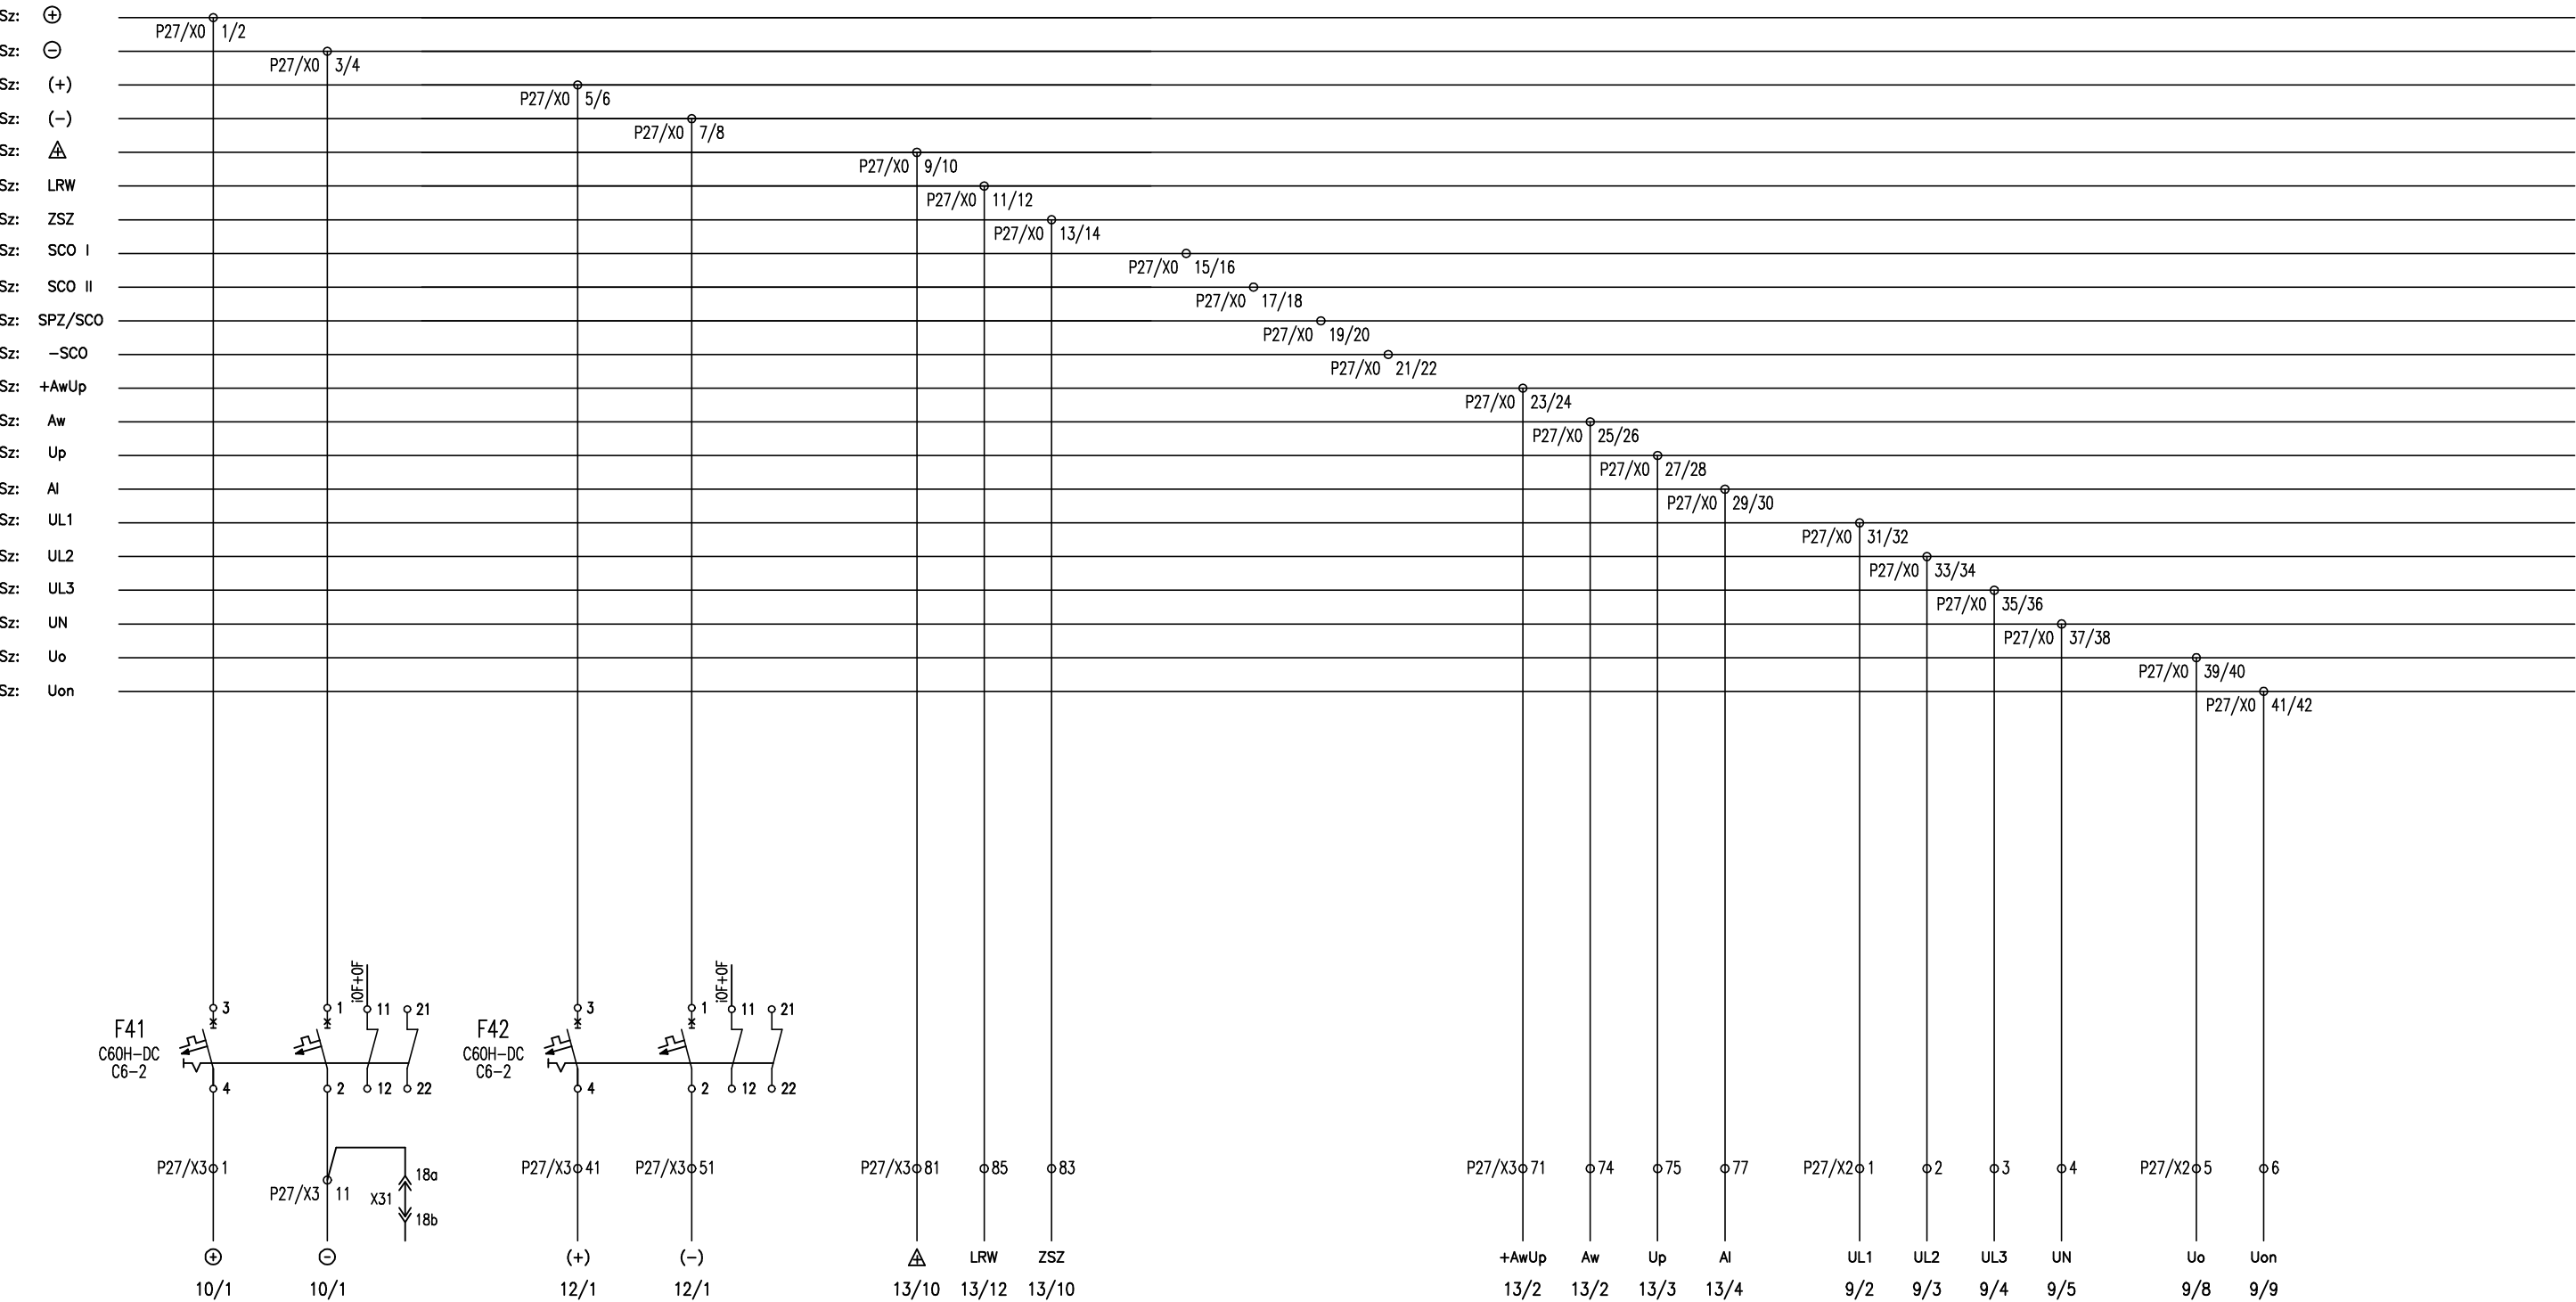 Sz: ⊕
P27/X0 1/2
Sz: ⊖
P27/X0 3/4
Sz: (+)
P27/X0 5/6
Sz: (−)
P27/X0 7/8
Sz: +
P27/X0 9/10
Sz: LRW
P27/X0 11/12
Sz: ZSZ
P27/X0 13/14
Sz: SCO I
P27/X0 15/16
Sz: SCO II
P27/X0 17/18
Sz: SPZ/SCO
P27/X0 19/20
Sz: −SCO
P27/X0 21/22
Sz: +AwUp
P27/X0 23/24
Sz: Aw
P27/X0 25/26
Sz: Up
P27/X0 27/28
Sz: Al
P27/X0 29/30
Sz: UL1
P27/X0 31/32
Sz: UL2
P27/X0 33/34
Sz: UL3
P27/X0 35/36
Sz: UN
P27/X0 37/38
Sz: Uo
P27/X0 39/40
Sz: Uon
P27/X0 41/42
iOF+OF iOF+OF
3 1 11 21 3 1 11 21
F41 F42
C60H−DC C60H−DC
C6−2 C6−2
4 2 12 22 4 2 12 22
P27/X3 1 P27/X3 41 P27/X3 51 P27/X3 81 85 83 P27/X3 71 74 75 77 P27/X2 1 2 3 4 P27/X2 5 6
18a
P27/X3 11 X31
18b
⊕ ⊖ (+) (−) + LRW ZSZ +AwUp Aw Up Al UL1 UL2 UL3 UN Uo Uon
10/1 10/1 12/1 12/1 13/10 13/12 13/10 13/2 13/2 13/3 13/4 9/2 9/3 9/4 9/5 9/8 9/9